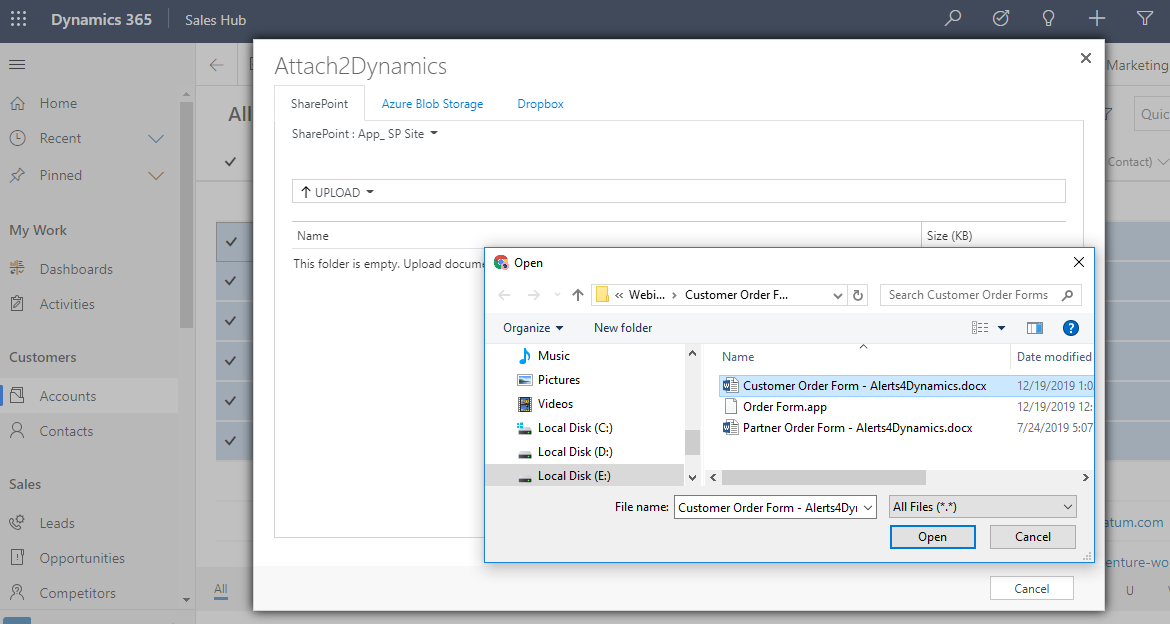 Dynamics 365
Sales Hub
Home
Recent
Pinned
My Work
Dashboards
Activities
Customers
Accounts
Contacts
Sales
Leads
Opportunities
Competitors
All
All
Marketing
Quic
Contact)
atum.com
enture-wo
U
Attach2Dynamics
SharePoint
Azure Blob Storage
Dropbox
SharePoint : App_ SP Site
UPLOAD
Name
Size (KB)
This folder is empty. Upload docume
Open
« Webi... › Customer Order F...
Search Customer Order Forms
Organize
New folder
?
Music
Pictures
Videos
Local Disk (C:)
Local Disk (D:)
Local Disk (E:)
Name
Date modified
Customer Order Form - Alerts4Dynamics.docx
12/19/2019 1:0
Order Form.app
12/19/2019 12:
Partner Order Form - Alerts4Dynamics.docx
7/24/2019 5:07
File name:
Customer Order Form - Alerts4Dyn
All Files (*.*)
Open
Cancel
Cancel